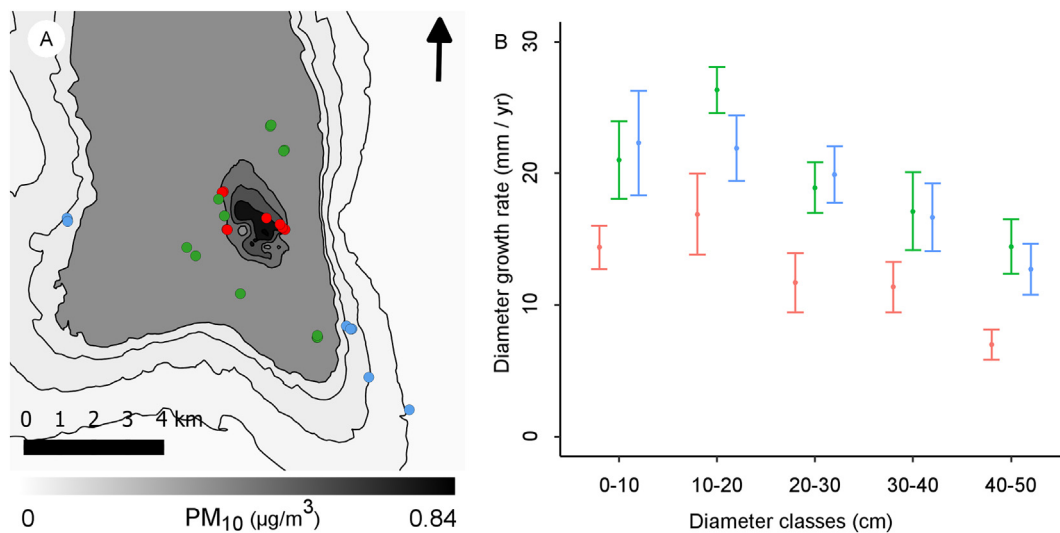 A
0 1 2 3 4 km
0 PM₁₀ (µg/m³) 0.84
B
Diameter growth rate (mm / yr)
30
20
10
0
0-10 10-20 20-30 30-40 40-50
Diameter classes (cm)